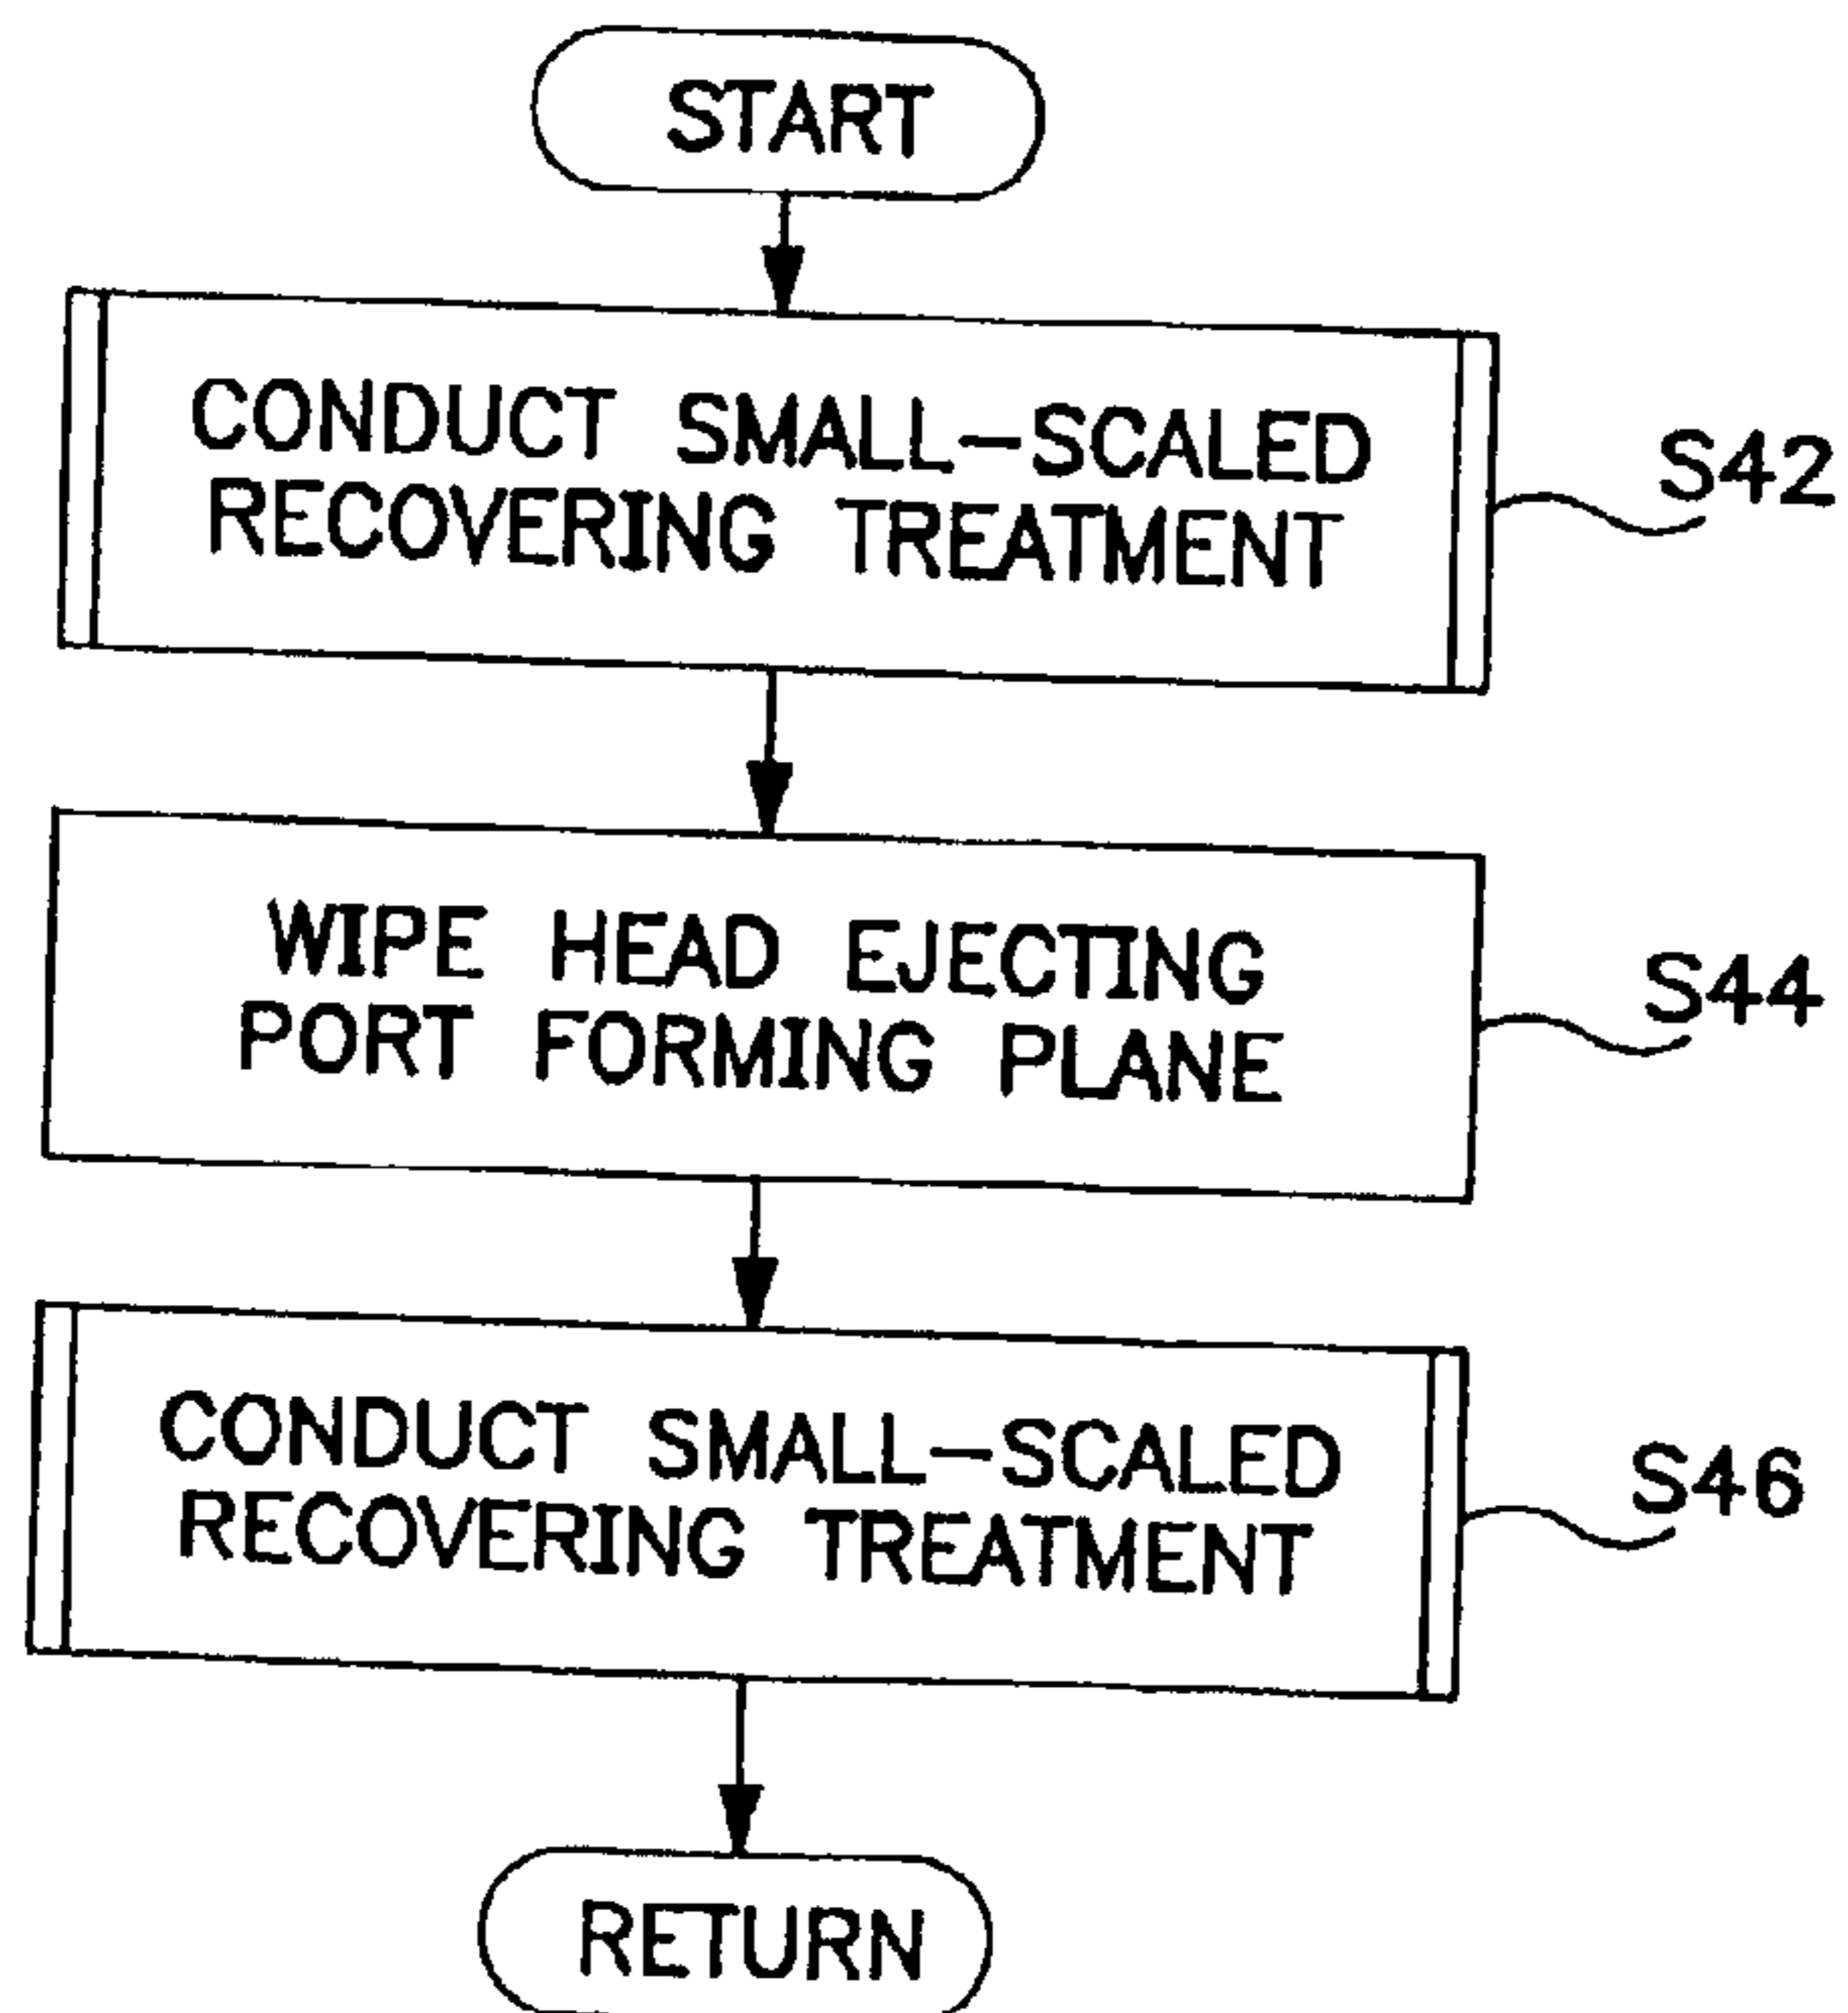 START
CONDUCT SMALL-SCALED
RECOVERING TREATMENT
S42
WIPE HEAD EJECTING
PORT FORMING PLANE
S44
CONDUCT SMALL-SCALED
RECOVERING TREATMENT
S46
RETURN